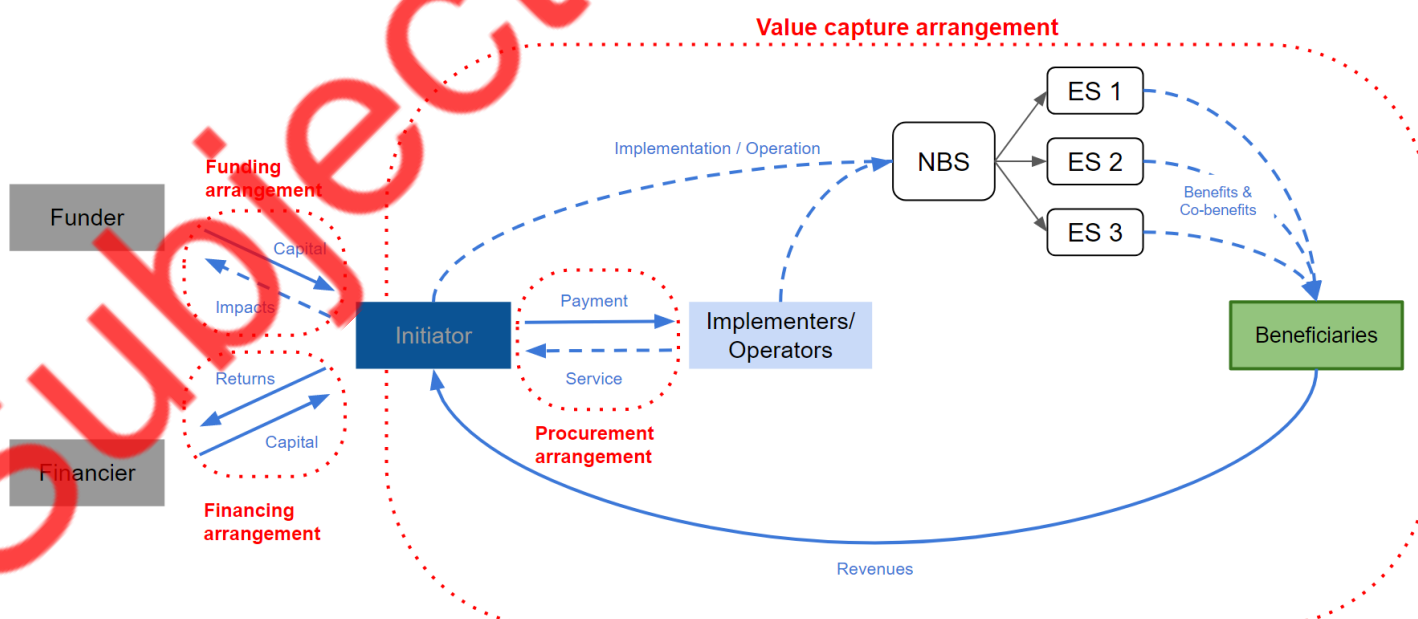 Value capture arrangement
ES 1
Implementation / Operation
NBS
ES 2
Funding
arrangement
Benefits &
Co-benefits
Funder
ES 3
Capital
Impacts
Payment
Implementers/
Operators
Initiator
Beneficiaries
Returns
Service
Capital
Procurement
arrangement
Financier
Financing
arrangement
Revenues
Subject